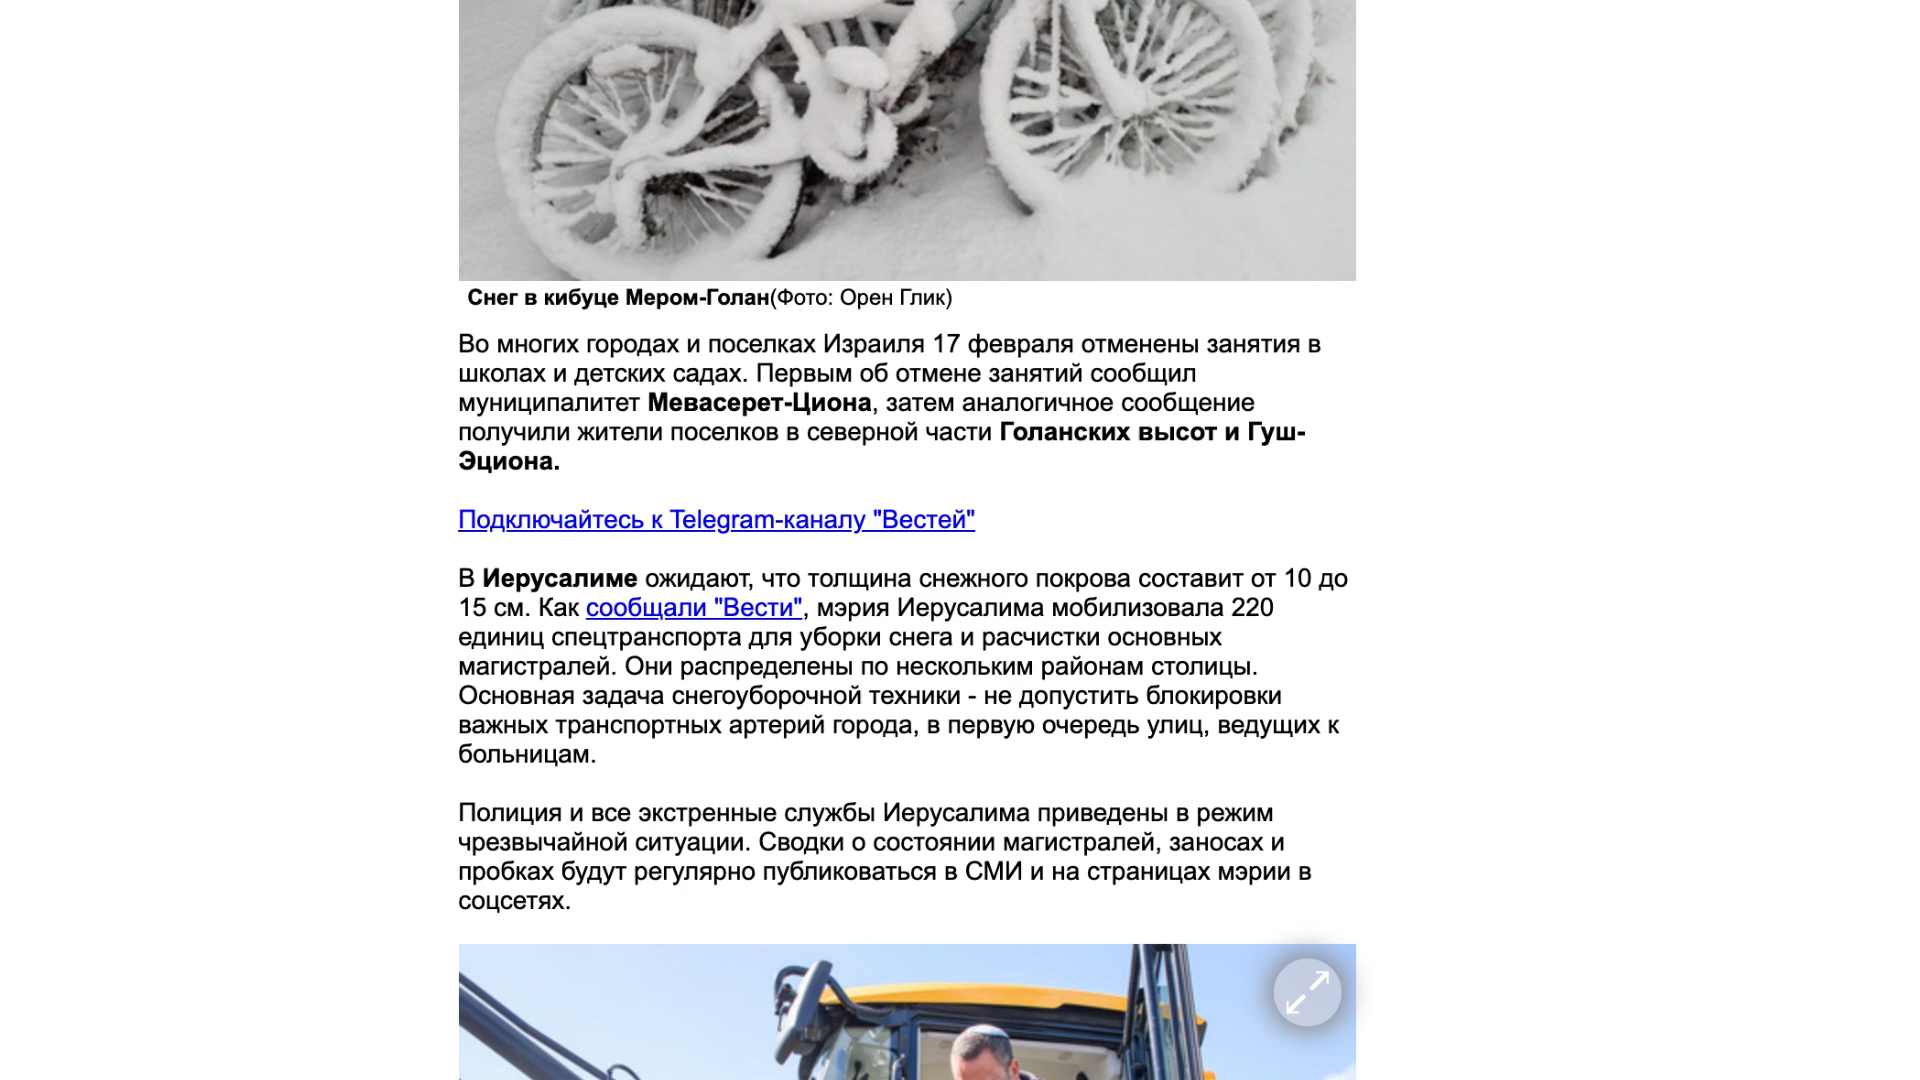 Снег в кибуце Мером-Голан(Фото: Орен Глик)
Во многих городах и поселках Израиля 17 февраля отменены занятия в
школах и детских садах. Первым об отмене занятий сообщил
муниципалитет Мевасерет-Циона, затем аналогичное сообщение
получили жители поселков в северной части Голанских высот и Гуш-
Эциона.
Подключайтесь к Telegram-каналу "Вестей"
В Иерусалиме ожидают, что толщина снежного покрова составит от 10 до
15 см. Как сообщали "Вести", мэрия Иерусалима мобилизовала 220
единиц спецтранспорта для уборки снега и расчистки основных
магистралей. Они распределены по нескольким районам столицы.
Основная задача снегоуборочной техники - не допустить блокировки
важных транспортных артерий города, в первую очередь улиц, ведущих к
больницам.
Полиция и все экстренные службы Иерусалима приведены в режим
чрезвычайной ситуации. Сводки о состоянии магистралей, заносах и
пробках будут регулярно публиковаться в СМИ и на страницах мэрии в
соцсетях.